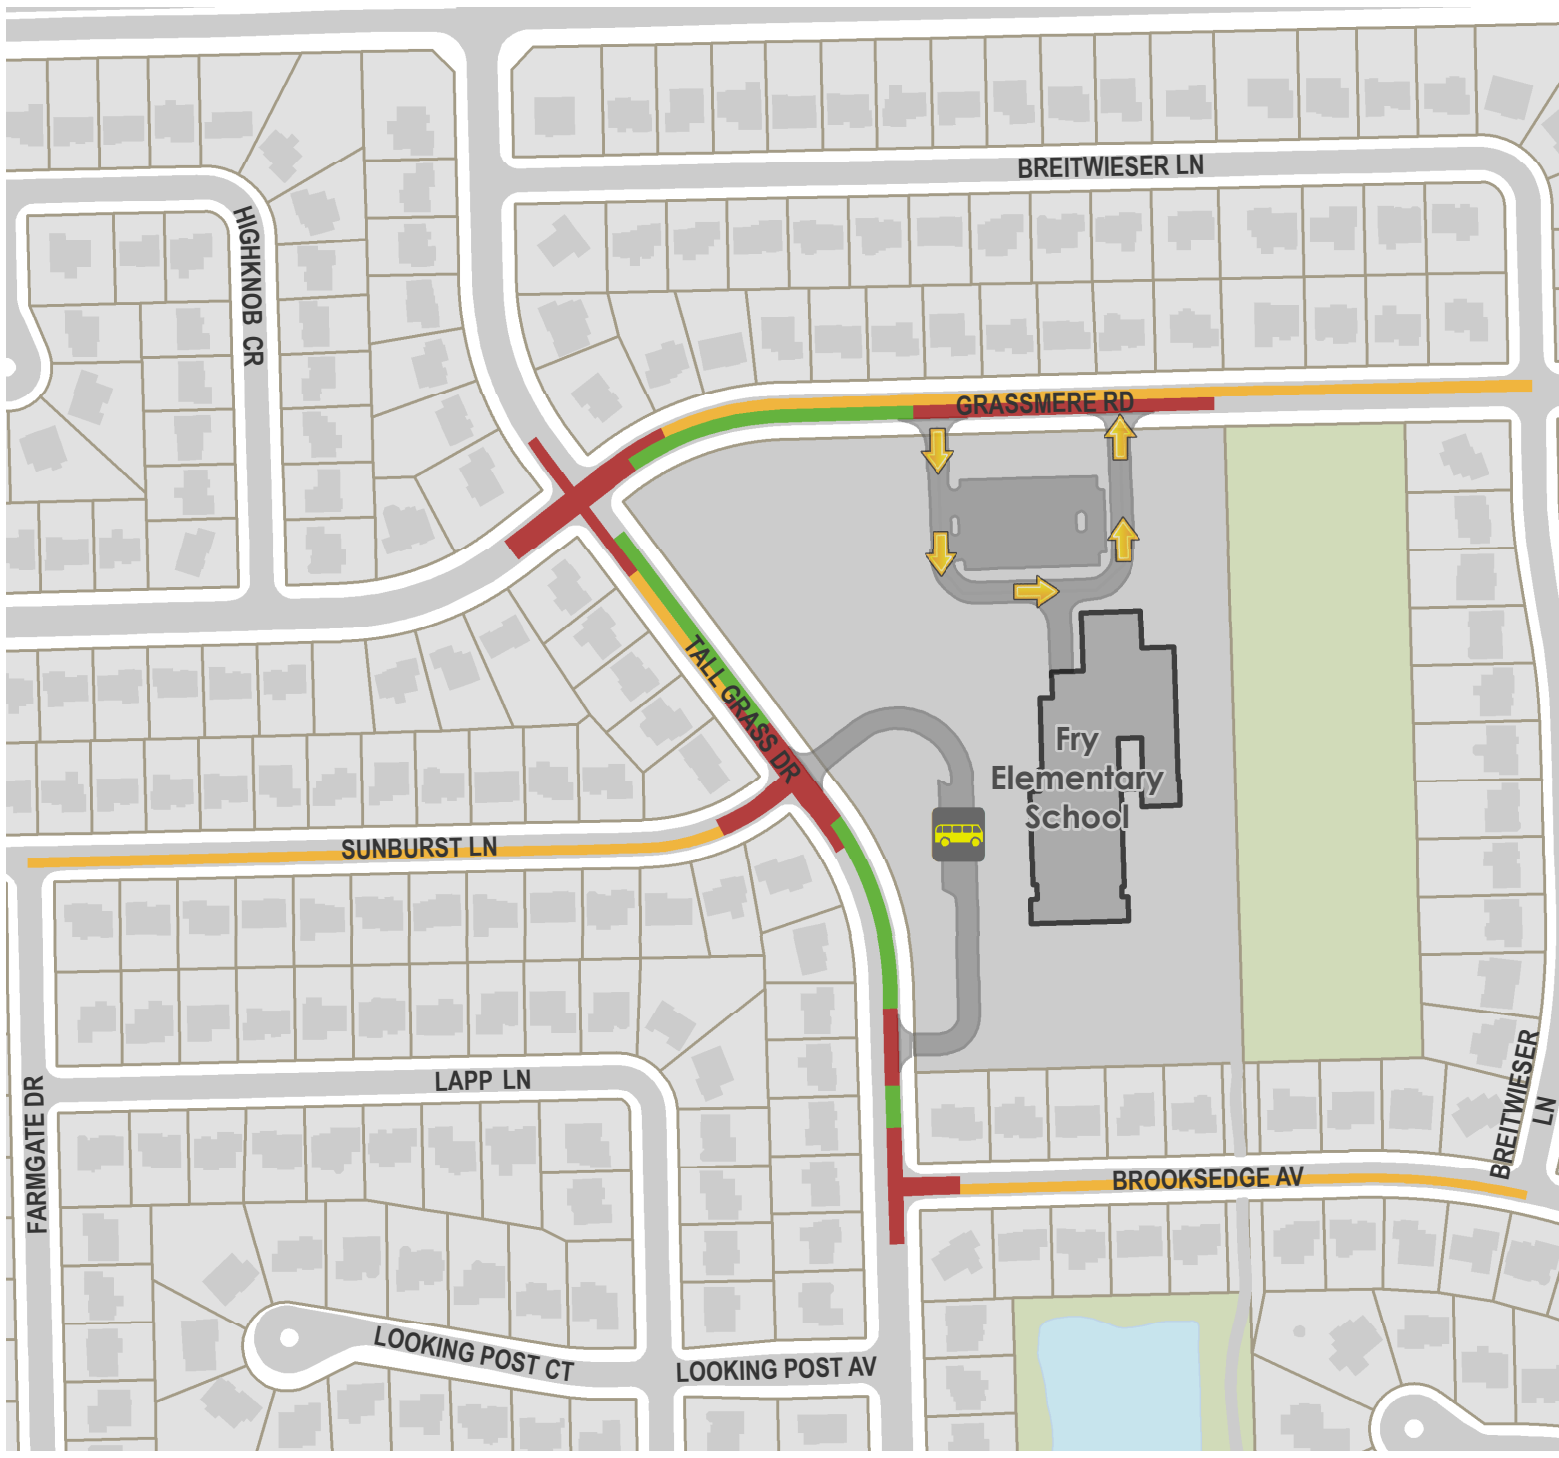 BREITWIESER LN
HIGHKNOB CR
GRASSMERE RD
TALL GRASS DR
Fry
Elementary
School
SUNBURST LN
LAPP LN
FARMGATE DR
BREITWIESER
LN
BROOKSEDGE AV
LOOKING POST CT
LOOKING POST AV